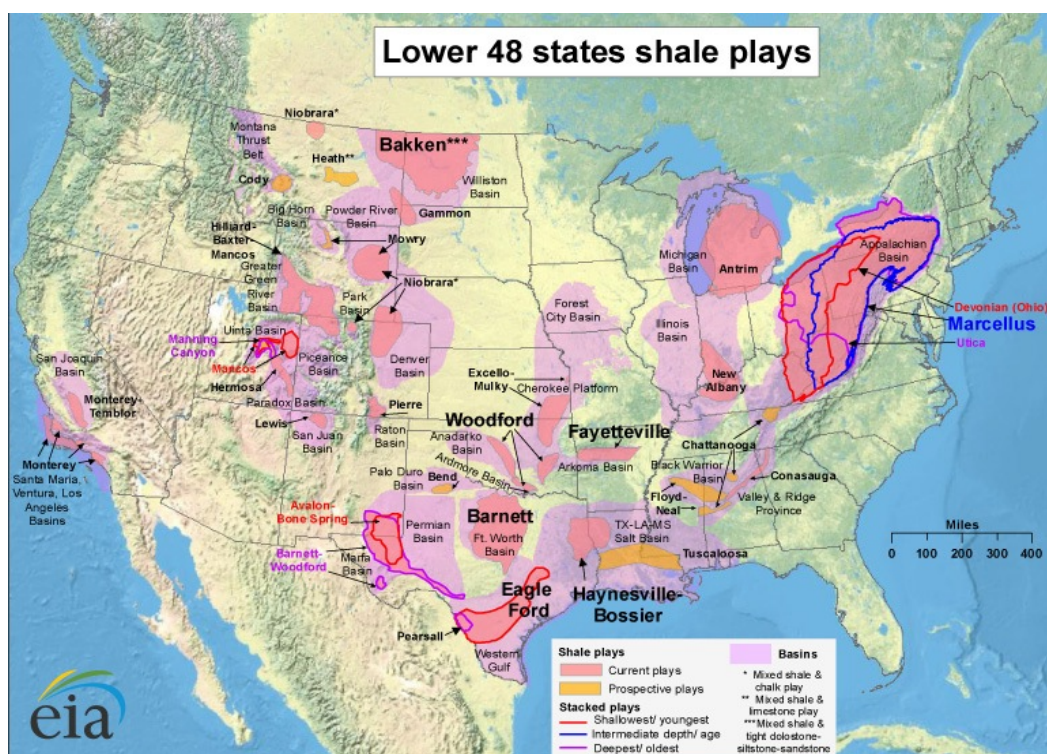 Lower 48 states shale plays
Niobrara*
Montana
Thrust
Belt
Bakken***
Heath**
Cody
Williston
Basin
Big Horn
Basin
Powder River
Basin
Gammon
Hilliard-
Baxter-
Mancos
Mowry
Greater
Green
River
Basin
Niobrara*
Park
Basin
Uinta Basin
Manning
Canyon
Mancos
Piceance
Basin
Denver
Basin
Hermosa
Paradox Basin
Lewis
San Juan
Basin
Pierre
Raton
Basin
San Joaquin
Basin
Monterey-
Temblor
Monterey
Santa Maria,
Ventura, Los
Angeles
Basins
Michigan
Basin
Antrim
Appalachian
Basin
Devonian (Ohio)
Marcellus
Utica
Forest
City Basin
Illinois
Basin
Excello-
Mulky
Cherokee Platform
New
Albany
Woodford
Anadarko
Basin
Ardmore Basin
Fayetteville
Arkoma Basin
Chattanooga
Black Warrior
Basin
Conasauga
Floyd-
Neal
Valley & Ridge
Province
Palo Duro
Basin
Bend
Avalon-
Bone Spring
Permian
Basin
Barnett
Ft. Worth
Basin
TX-LA-MS
Salt Basin
Tuscaloosa
Barnett-
Woodford
Marfa
Basin
Eagle
Ford
Haynesville-
Bossier
Pearsall
Western
Gulf
Miles
0 100 200 300 400
Shale plays
Current plays
Prospective plays
Stacked plays
Shallowest/ youngest
Intermediate depth/ age
Deepest/ oldest
Basins
* Mixed shale &
chalk play
** Mixed shale &
limestone play
***Mixed shale &
tight dolostone-
siltstone-sandstone
eia